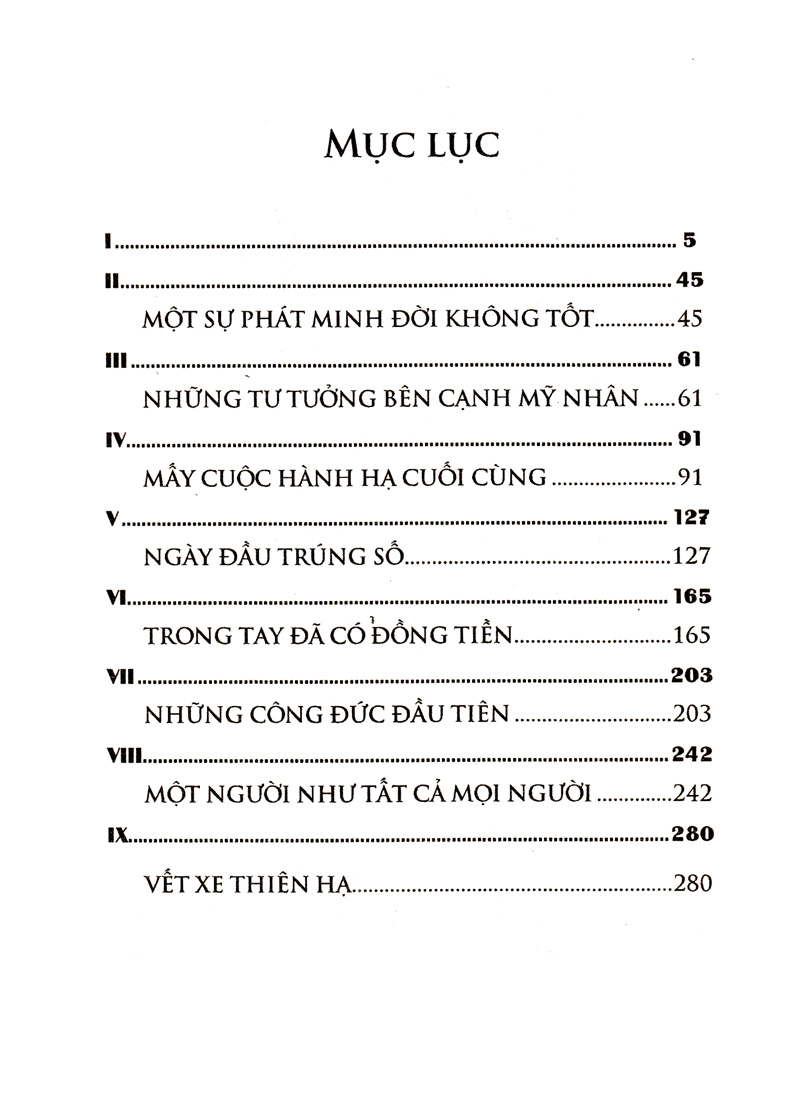 MỤC LỤC
I.......... 5
II.......... 45
MỘT SỰ PHÁT MINH ĐỜI KHÔNG TỐT..........45
III.......... 61
NHỮNG TƯ TƯỞNG BÊN CẠNH MỸ NHÂN ......61
IV.......... 91
MẤY CUỘC HÀNH HẠ CUỐI CÙNG ..........91
V.......... 127
NGÀY ĐẦU TRÚNG SỐ..........127
VI.......... 165
TRONG TAY ĐÃ CÓ ĐỒNG TIỀN..........165
VII..........203
NHỮNG CÔNG ĐỨC ĐẦU TIÊN ..........203
VIII..........242
MỘT NGƯỜI NHƯ TẤT CẢ MỌI NGƯỜI ..........242
IX..........280
VẾT XE THIÊN HẠ..........280